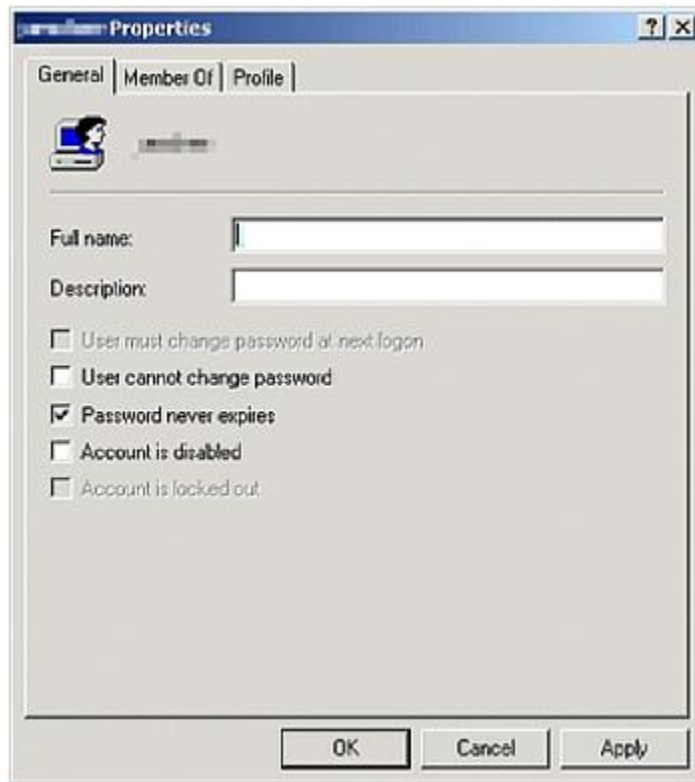 Properties
General Member Of Profile
Full name:
Description:
User must change password at next logon
User cannot change password
Password never expires
Account is disabled
Account is locked out
OK Cancel Apply